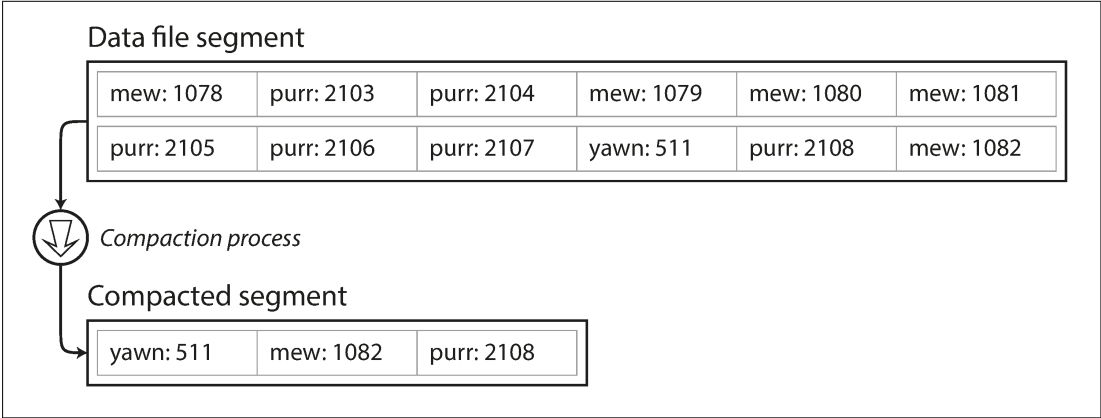 Data file segment
mew: 1078 purr: 2103 purr: 2104 mew: 1079 mew: 1080 mew: 1081
purr: 2105 purr: 2106 purr: 2107 yawn: 511 purr: 2108 mew: 1082
Compaction process
Compacted segment
yawn: 511 mew: 1082 purr: 2108